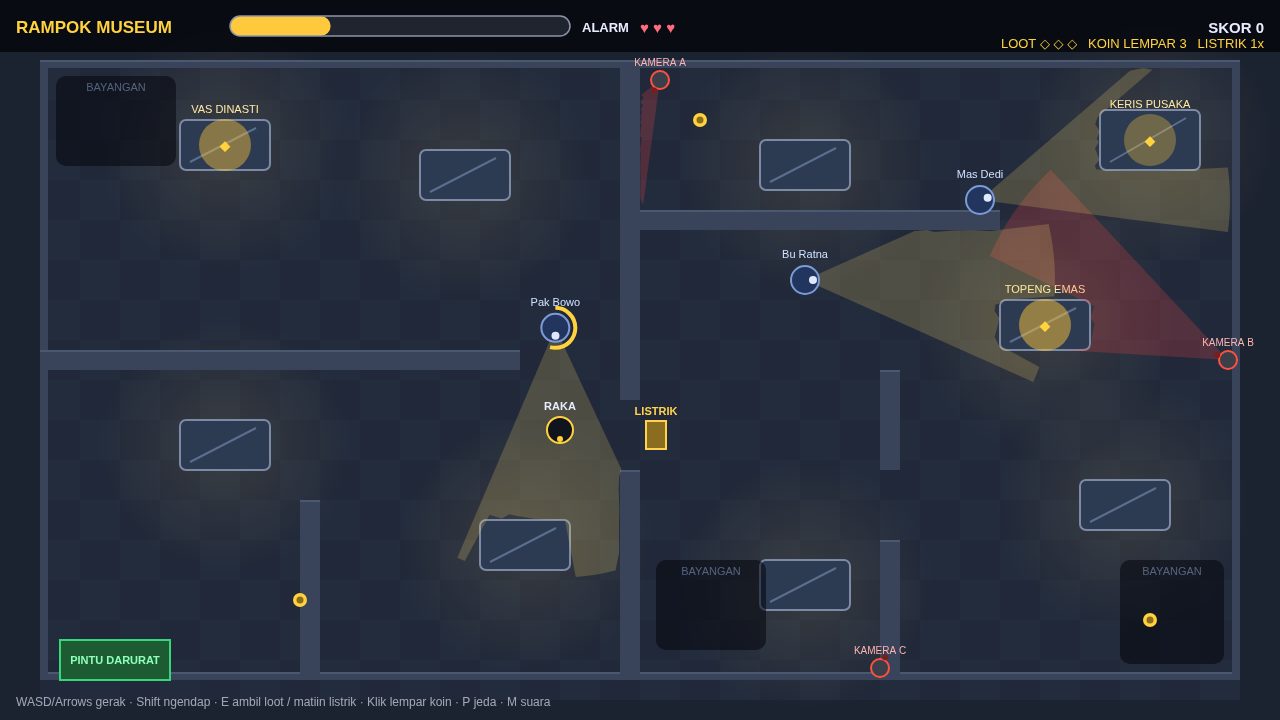 RAMPOK MUSEUM
ALARM ♥ ♥ ♥
SKOR 0
LOOT ◇ ◇ ◇ KOIN LEMPAR 3 LISTRIK 1x
KAMERA A
BAYANGAN
VAS DINASTI
KERIS PUSAKA
Mas Dedi
Bu Ratna
TOPENG EMAS
Pak Bowo
KAMERA B
RAKA
LISTRIK
BAYANGAN
BAYANGAN
KAMERA C
PINTU DARURAT
WASD/Arrows gerak · Shift ngendap · E ambil loot / matiin listrik · Klik lempar koin · P jeda · M suara